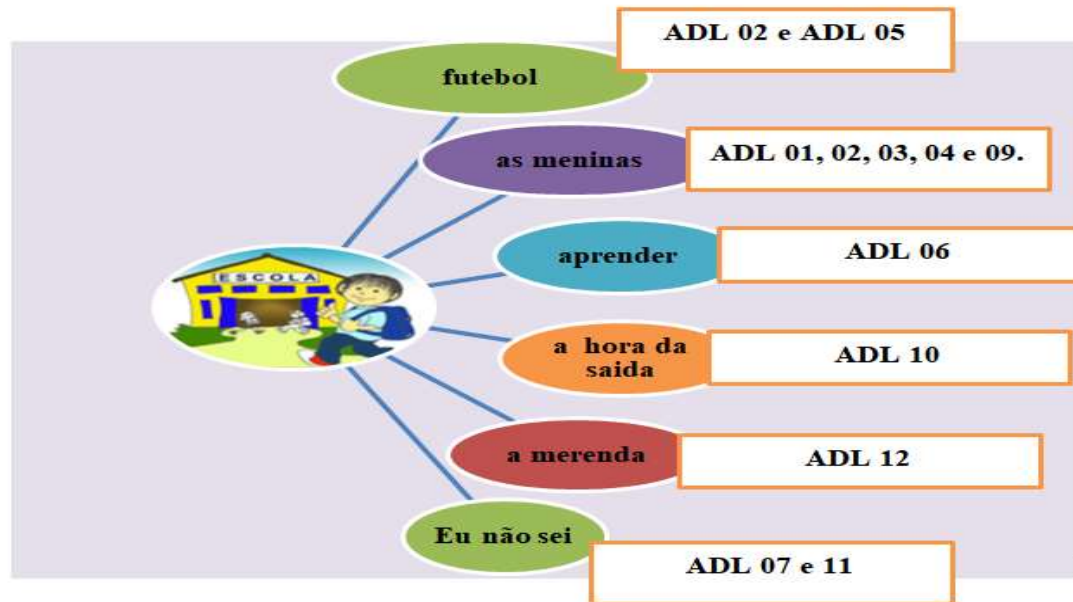 ADL 02 e ADL 05
futebol
as meninas
ADL 01, 02, 03, 04 e 09.
aprender
ADL 06
ESCOLA
a hora da
saida
ADL 10
a merenda
ADL 12
Eu não sei
ADL 07 e 11